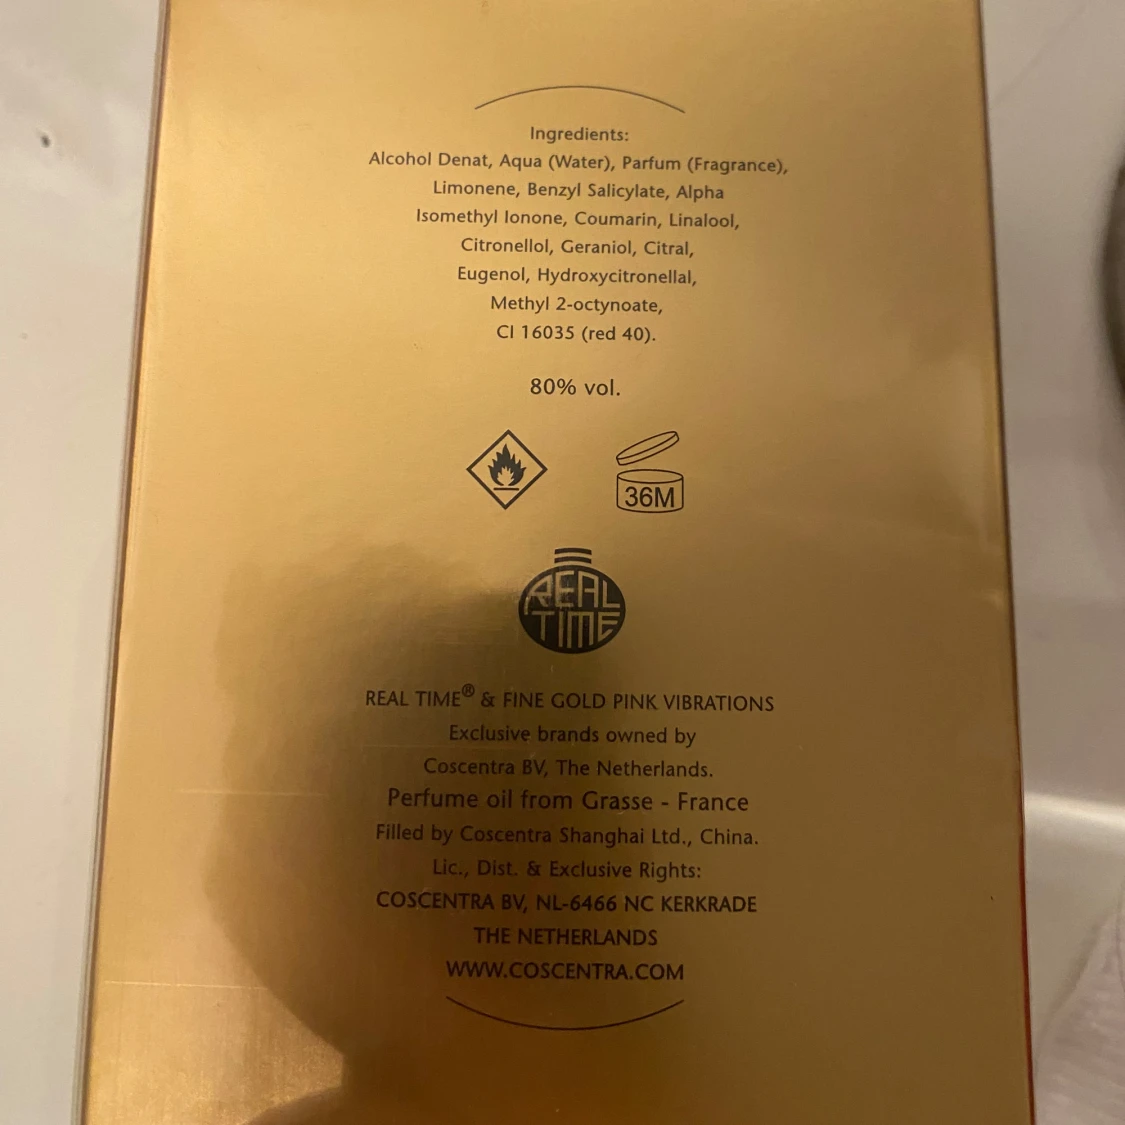 Ingredients:
Alcohol Denat, Aqua (Water), Parfum (Fragrance),
Limonene, Benzyl Salicylate, Alpha
Isomethyl Ionone, Coumarin, Linalool,
Citronellol, Geraniol, Citral,
Eugenol, Hydroxycitronellal,
Methyl 2-octynoate,
CI 16035 (red 40).
80% vol.
36M
REAL
TIME
REAL TIME® & FINE GOLD PINK VIBRATIONS
Exclusive brands owned by
Coscentra BV, The Netherlands.
Perfume oil from Grasse - France
Filled by Coscentra Shanghai Ltd., China.
Lic., Dist. & Exclusive Rights:
COSCENTRA BV, NL-6466 NC KERKRADE
THE NETHERLANDS
WWW.COSCENTRA.COM